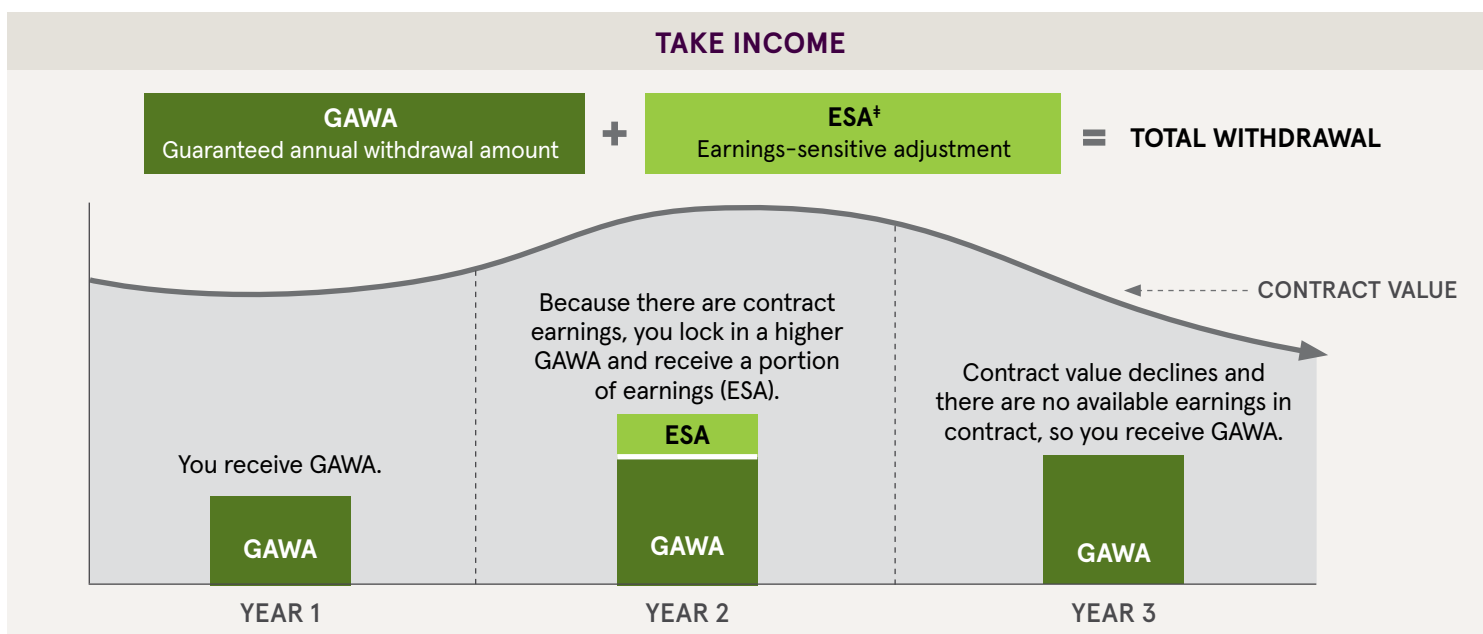 TAKE INCOME
GAWA
Guaranteed annual withdrawal amount
+
ESA‡
Earnings-sensitive adjustment
=
TOTAL WITHDRAWAL
CONTRACT VALUE
You receive GAWA.
GAWA
YEAR 1
Because there are contract
earnings, you lock in a higher
GAWA and receive a portion
of earnings (ESA).
ESA
GAWA
YEAR 2
Contract value declines and
there are no available earnings in
contract, so you receive GAWA.
GAWA
YEAR 3